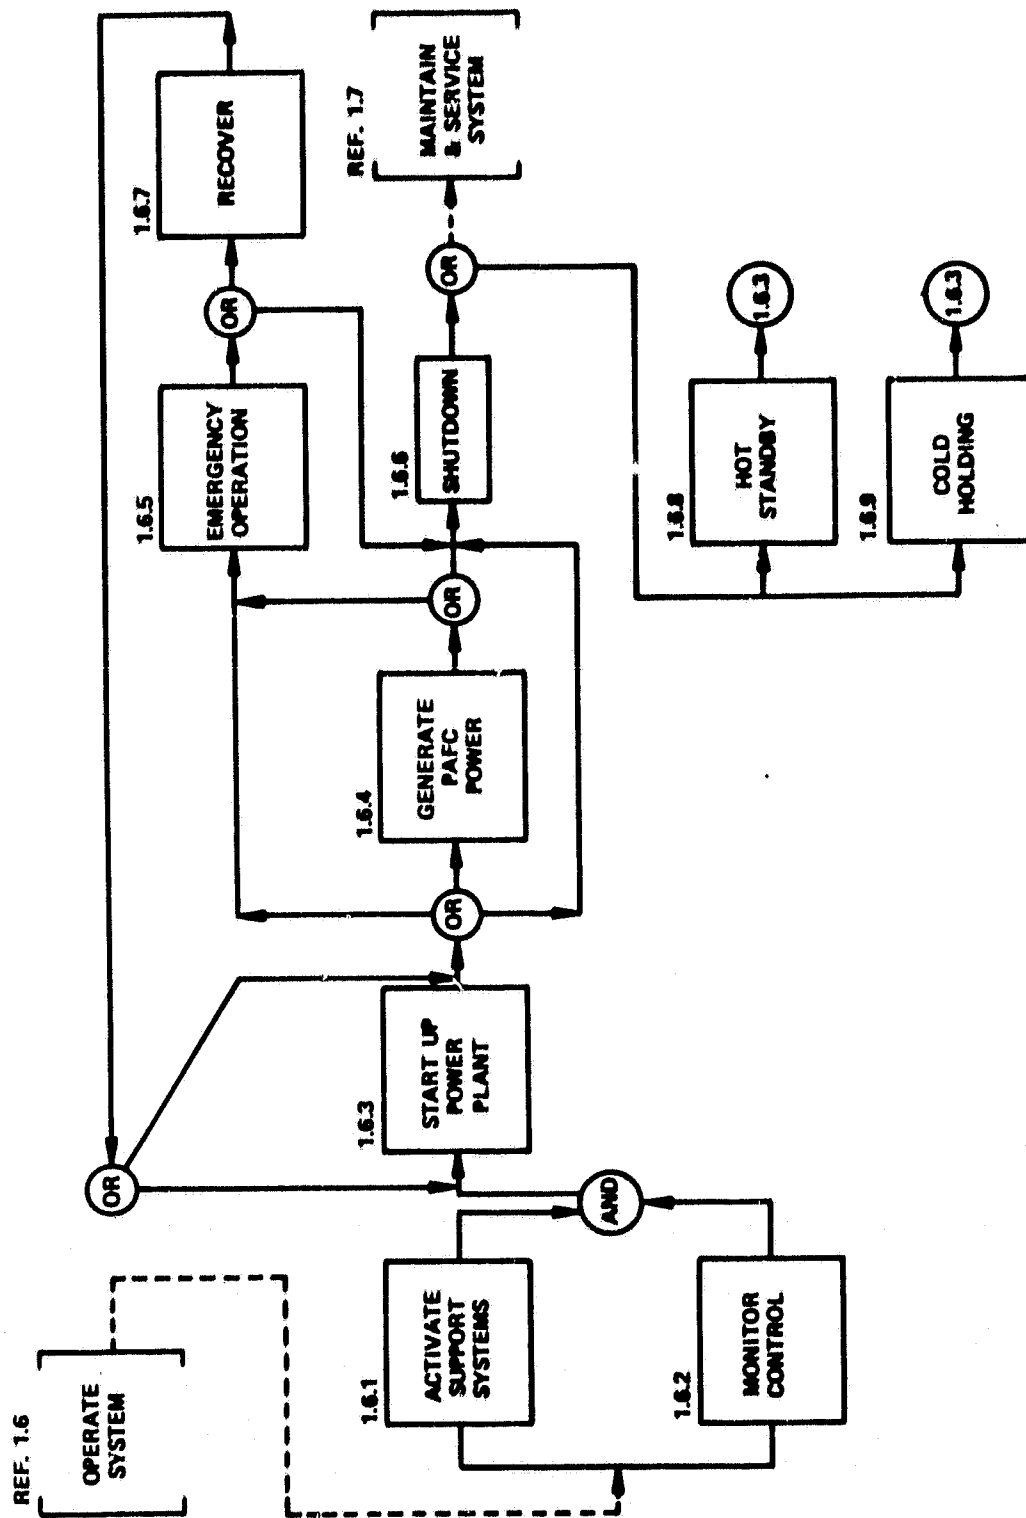 REF. 1.6
OPERATE
SYSTEM
1.6.1
ACTIVATE
SUPPORT
SYSTEMS
1.6.2
MONITOR
CONTROL
AND
OR
1.6.3
START UP
POWER
PLANT
OR
1.6.4
GENERATE
PAFC
POWER
OR
1.6.5
EMERGENCY
OPERATION
OR
1.6.7
RECOVER
1.6.6
SHUTDOWN
OR
REF. 1.7
MAINTAIN
& SERVICE
SYSTEM
1.6.8
HOT
STANDBY
1.6.3
1.6.9
COLD
HOLDING
1.6.3